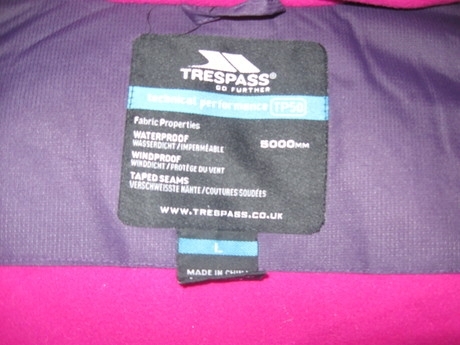 TRESPASS®
GO FURTHER
technical performance TP50
Fabric Properties
WATERPROOF 5000MM
WASSERDICHT / IMPERMÉABLE
WINDPROOF
WINDDICHT / PROTÉGE DU VENT
TAPED SEAMS
VERSCHWEISSTE NÄHTE / COUTURES SOUDÉES
WWW.TRESPASS.CO.UK
L
MADE IN CHINA